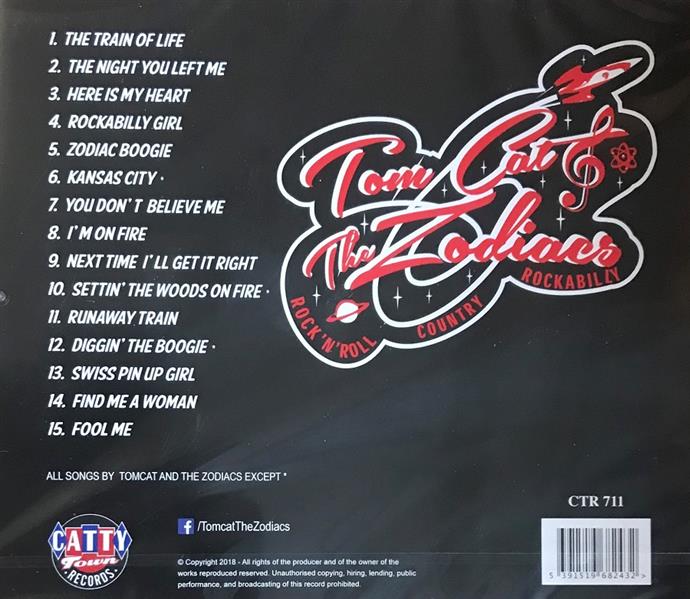 1. THE TRAIN OF LIFE
2. THE NIGHT YOU LEFT ME
3. HERE IS MY HEART
4. ROCKABILLY GIRL
5. ZODIAC BOOGIE
6. KANSAS CITY *
7. YOU DON'T BELIEVE ME
8. I'M ON FIRE
9. NEXT TIME I'LL GET IT RIGHT
10. SETTIN' THE WOODS ON FIRE *
11. RUNAWAY TRAIN
12. DIGGIN' THE BOOGIE *
13. SWISS PIN UP GIRL
14. FIND ME A WOMAN
15. FOOL ME
ALL SONGS BY TOMCAT AND THE ZODIACS EXCEPT *
Tom Cat &
The Zodiacs
ROCK'N'ROLL COUNTRY ROCKABILLY
CATTY
Town
RECORDS
f /TomcatTheZodiacs
© Copyright 2018 - All rights of the producer and of the owner of the
works reproduced reserved. Unauthorised copying, hiring, lending, public
performance, and broadcasting of this record prohibited.
CTR 711
5 391519 682432 >